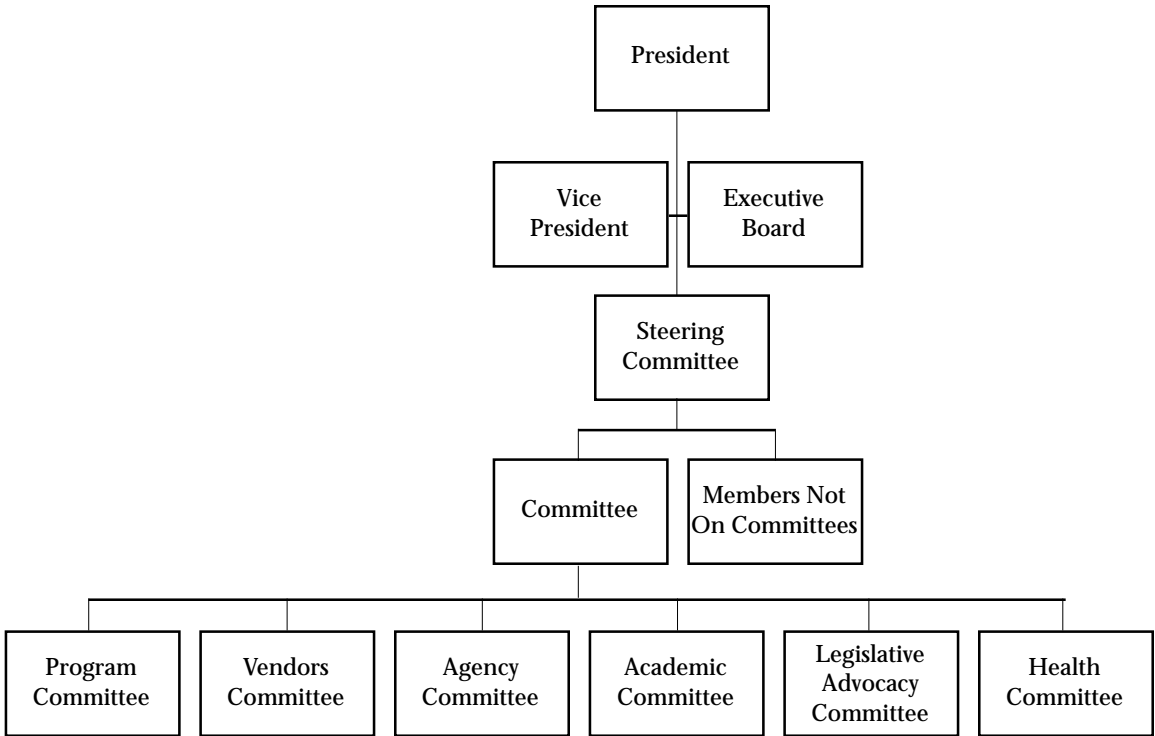 President
Vice
President
Executive
Board
Steering
Committee
Committee
Members Not
On Committees
Program
Committee
Vendors
Committee
Agency
Committee
Academic
Committee
Legislative
Advocacy
Committee
Health
Committee